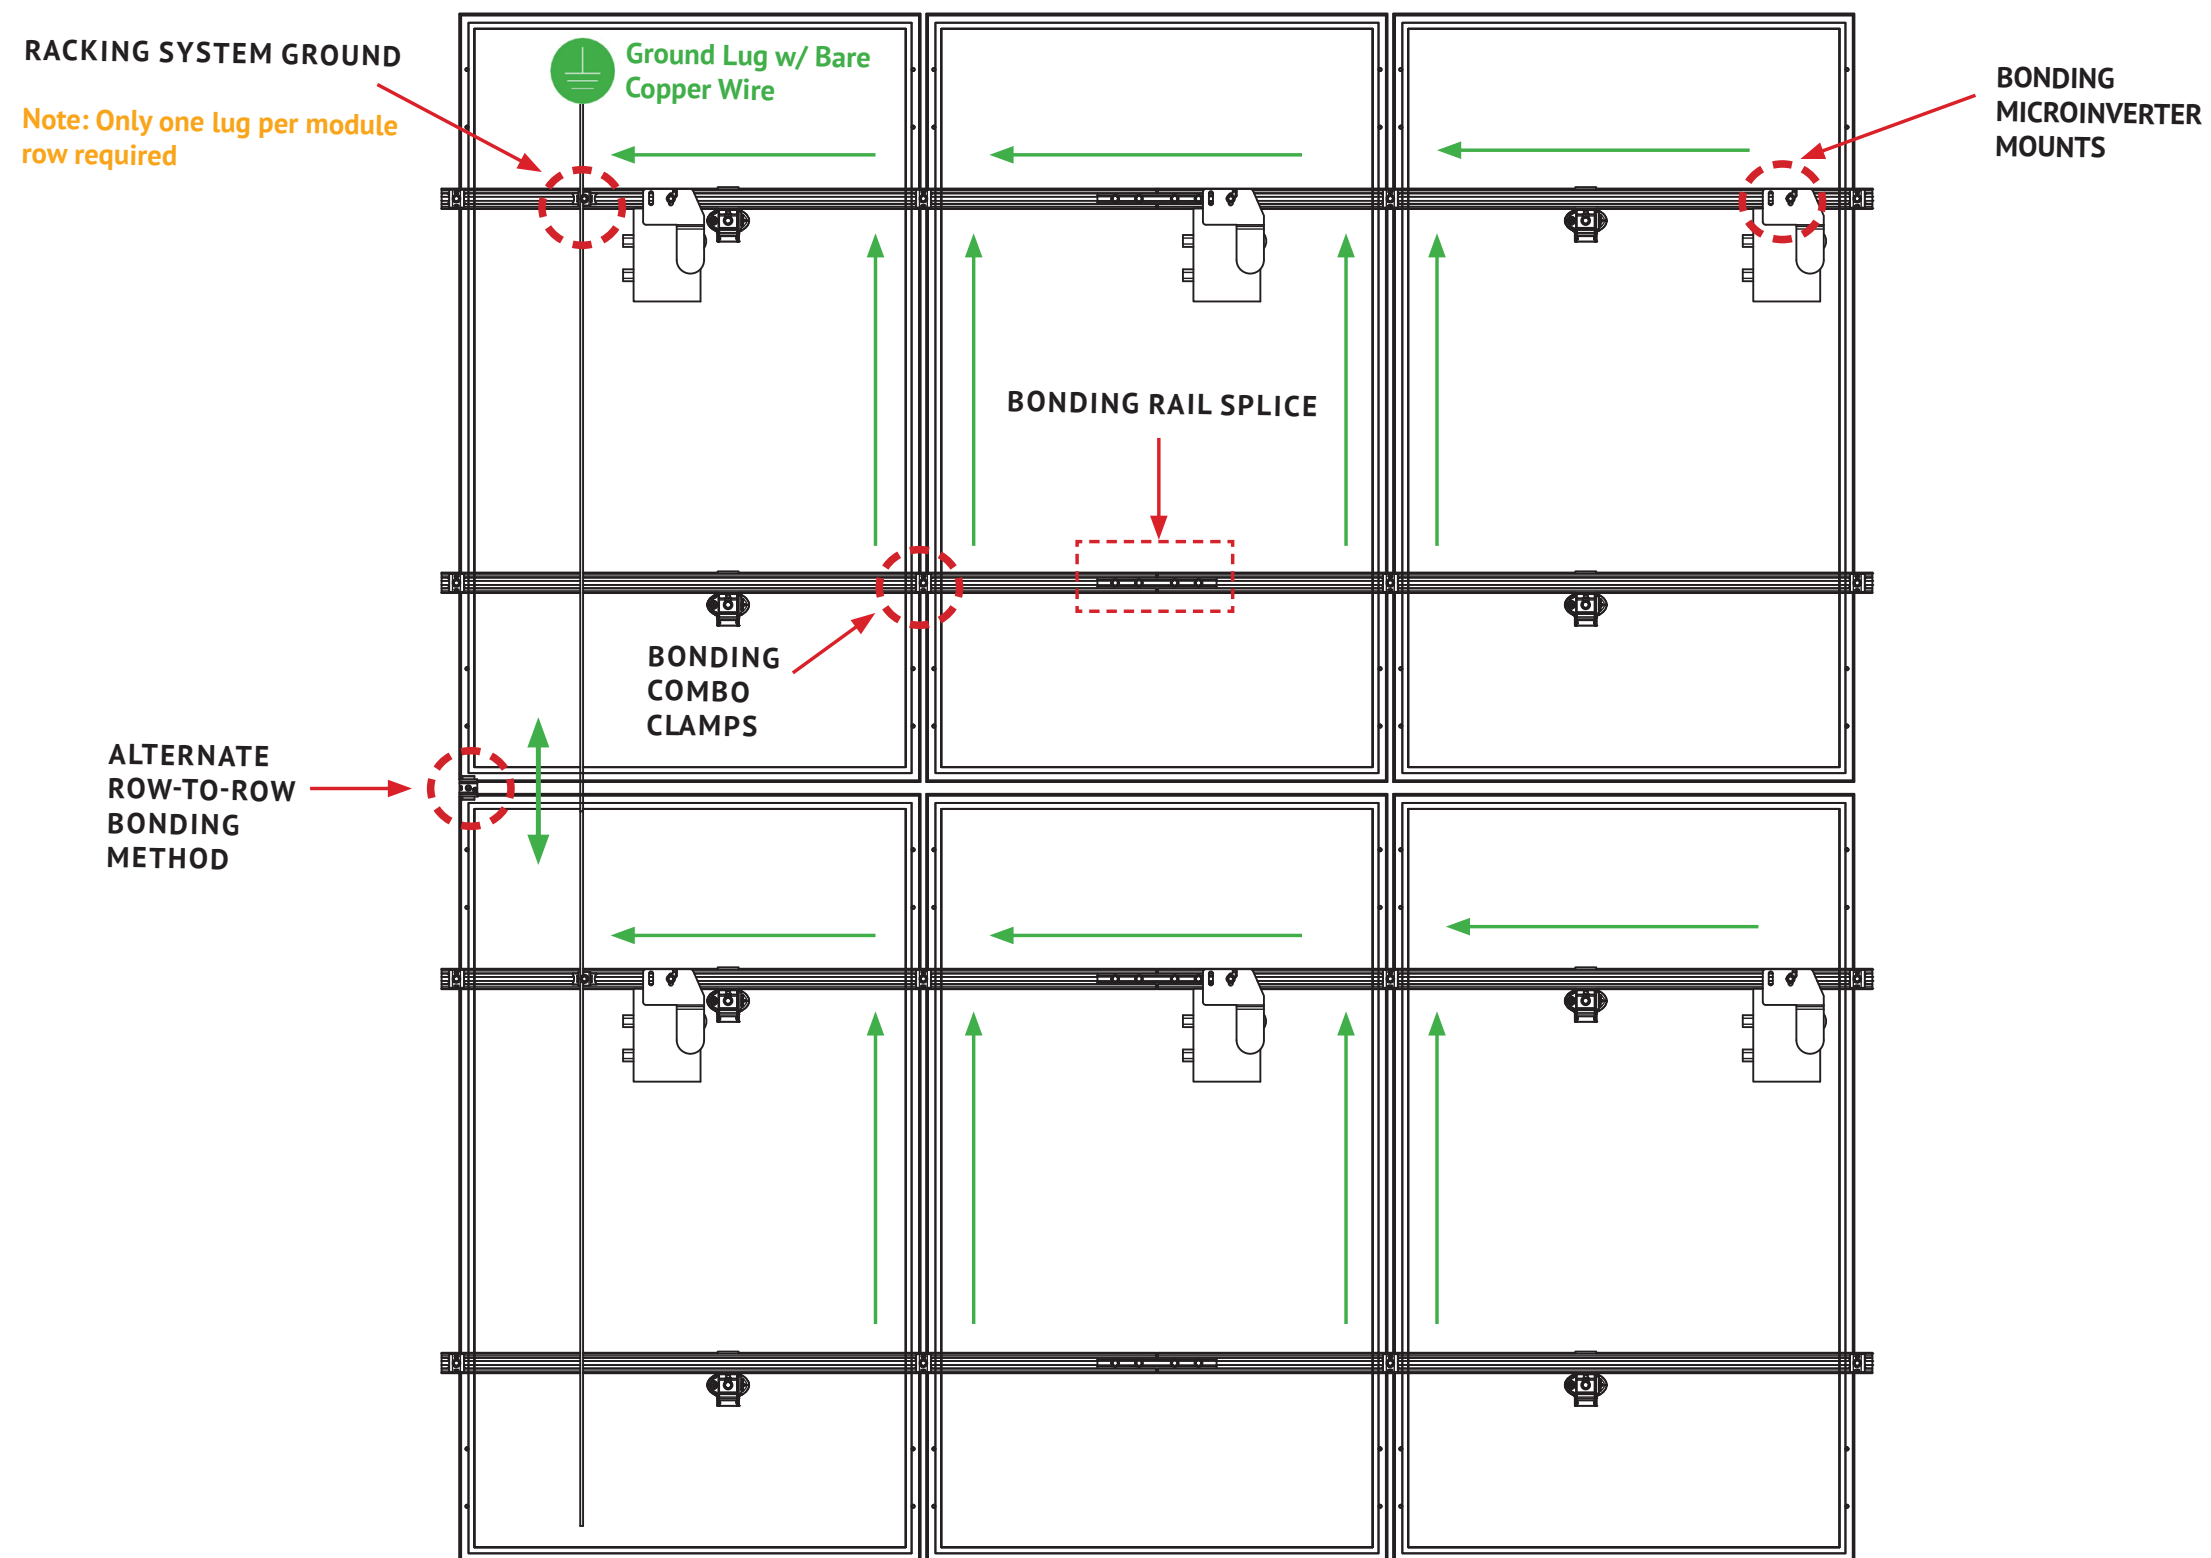 RACKING SYSTEM GROUND
Note: Only one lug per module
row required
Ground Lug w/ Bare
Copper Wire
BONDING
MICROINVERTER
MOUNTS
BONDING RAIL SPLICE
BONDING
COMBO
CLAMPS
ALTERNATE
ROW-TO-ROW
BONDING
METHOD